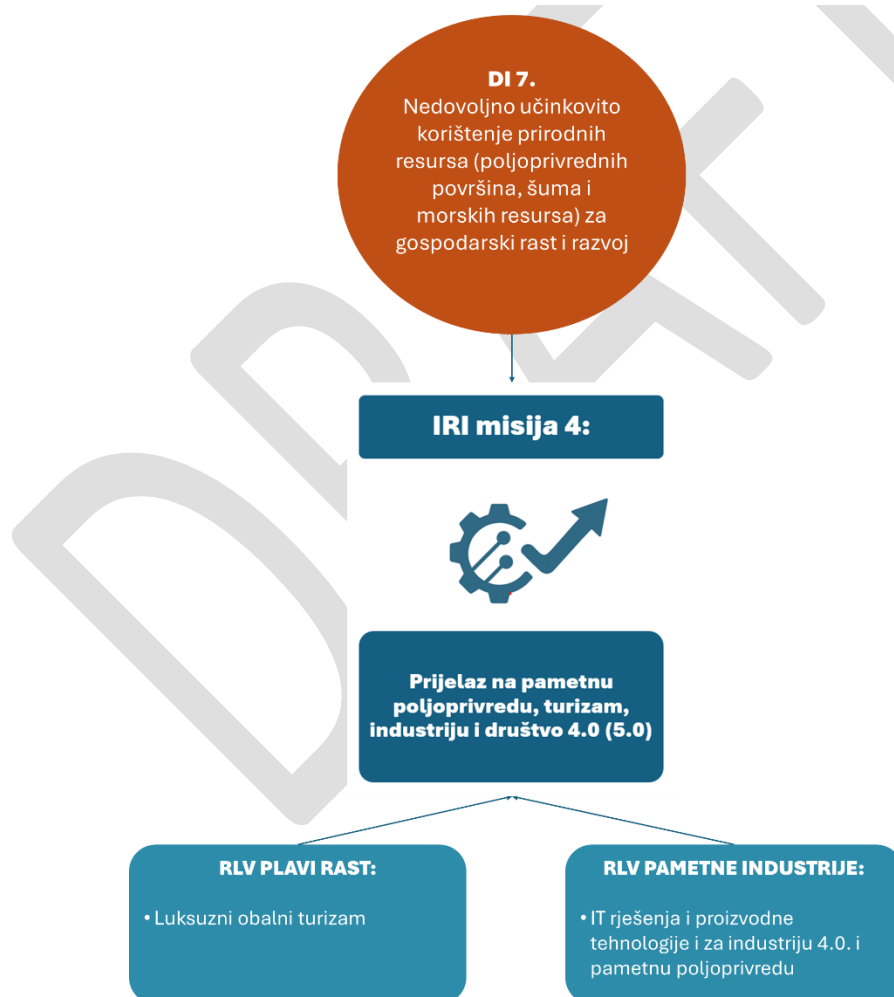 DI 7.
Nedovoljno učinkovito
korištenje prirodnih
resursa (poljoprivrednih
površina, šuma i
morskih resursa) za
gospodarski rast i razvoj
IRI misija 4:
Prijelaz na pametnu
poljoprivredu, turizam,
industriju i društvo 4.0 (5.0)
RLV PLAVI RAST:
• Luksuzni obalni turizam
RLV PAMETNE INDUSTRIJE:
• IT rješenja i proizvodne
tehnologije i za industriju 4.0. i
pametnu poljoprivredu